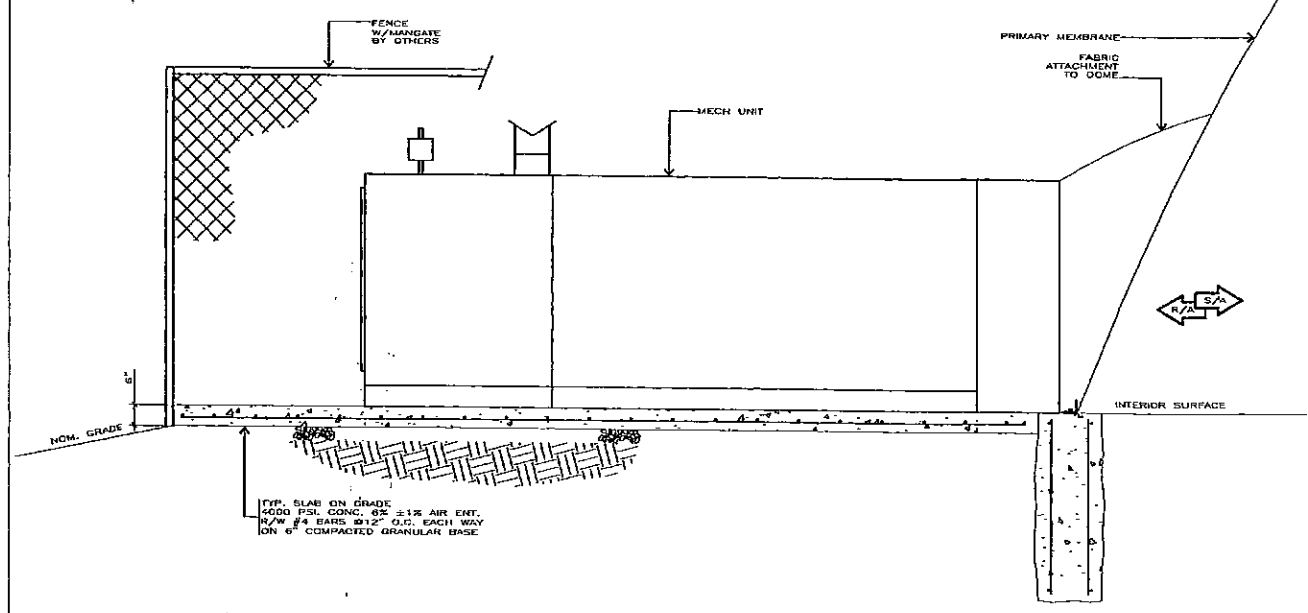 FENCE
W/MANGATE
BY OTHERS
PRIMARY MEMBRANE
FABRIC
ATTACHMENT
TO DOME
MECH UNIT
R/A S/A
6"
INTERIOR SURFACE
NOM. GRADE
TYP. SLAB ON GRADE
4000 PSI. CONC. 6% ±1% AIR ENT.
R/W #4 BARS @12" O.C. EACH WAY
ON 6" COMPACTED GRANULAR BASE